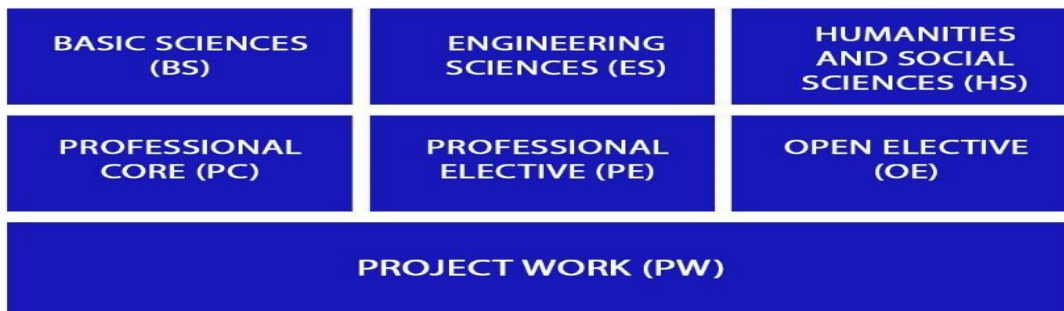 BASIC SCIENCES
(BS)
ENGINEERING
SCIENCES (ES)
HUMANITIES
AND SOCIAL
SCIENCES (HS)
PROFESSIONAL
CORE (PC)
PROFESSIONAL
ELECTIVE (PE)
OPEN ELECTIVE
(OE)
PROJECT WORK (PW)